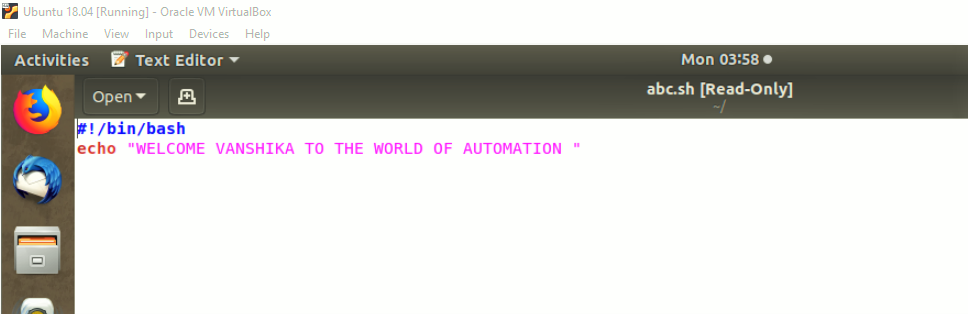 Ubuntu 18.04 [Running] - Oracle VM VirtualBox
File Machine View Input Devices Help
Activities Text Editor Mon 03:58
Open abc.sh [Read-Only]
~/
#!/bin/bash
echo "WELCOME VANSHIKA TO THE WORLD OF AUTOMATION "